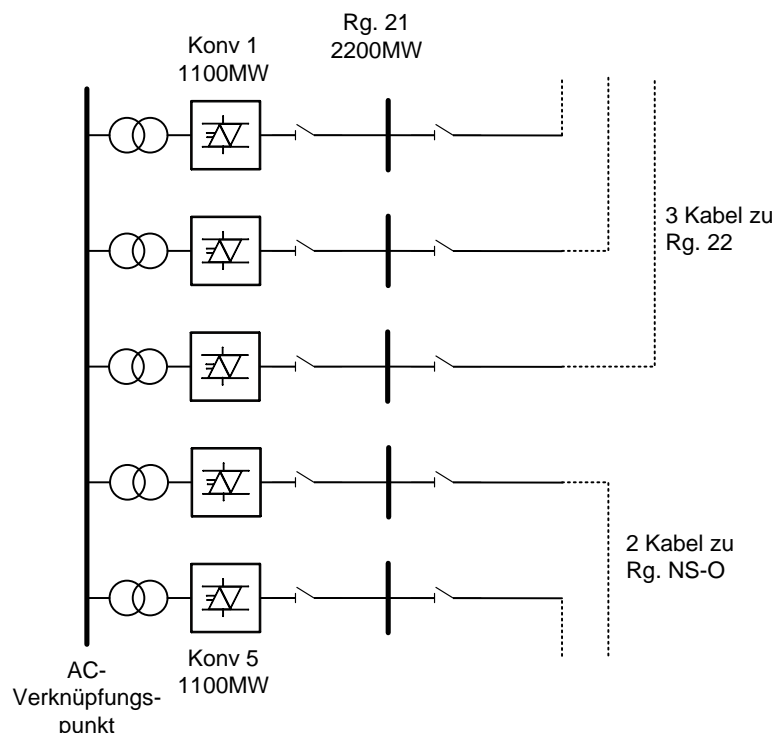 Rg. 21
2200MW
Konv 1
1100MW
3 Kabel zu
Rg. 22
2 Kabel zu
Rg. NS-O
Konv 5
1100MW
AC-
Verknüpfungs-
punkt